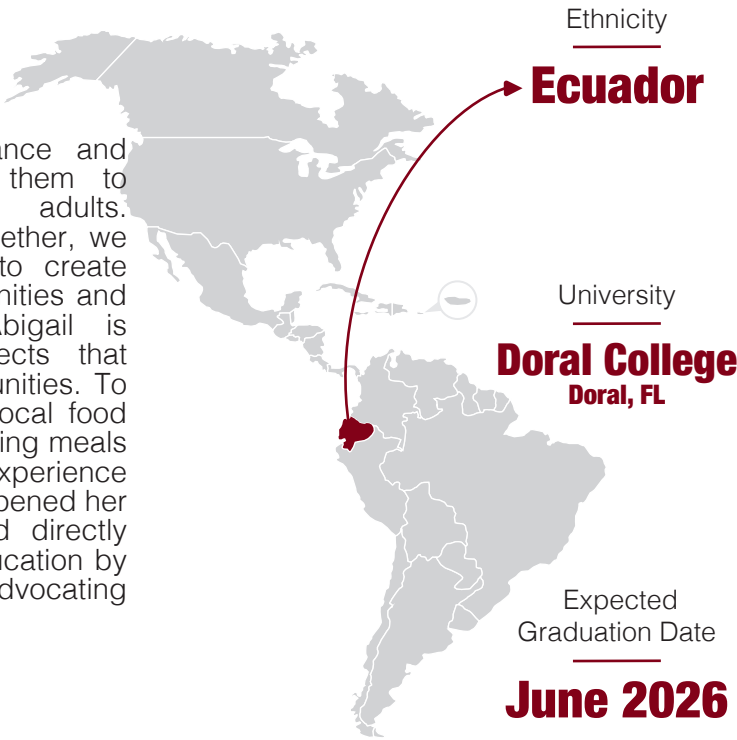 Ethnicity
Ecuador
ance and
them to
adults.
ether, we
to create
nities and
bigail is
ects that
unities. To
ocal food
ing meals
xperience
pened her
d directly
ucation by
dvocating
University
Doral College
Doral, FL
Expected
Graduation Date
June 2026